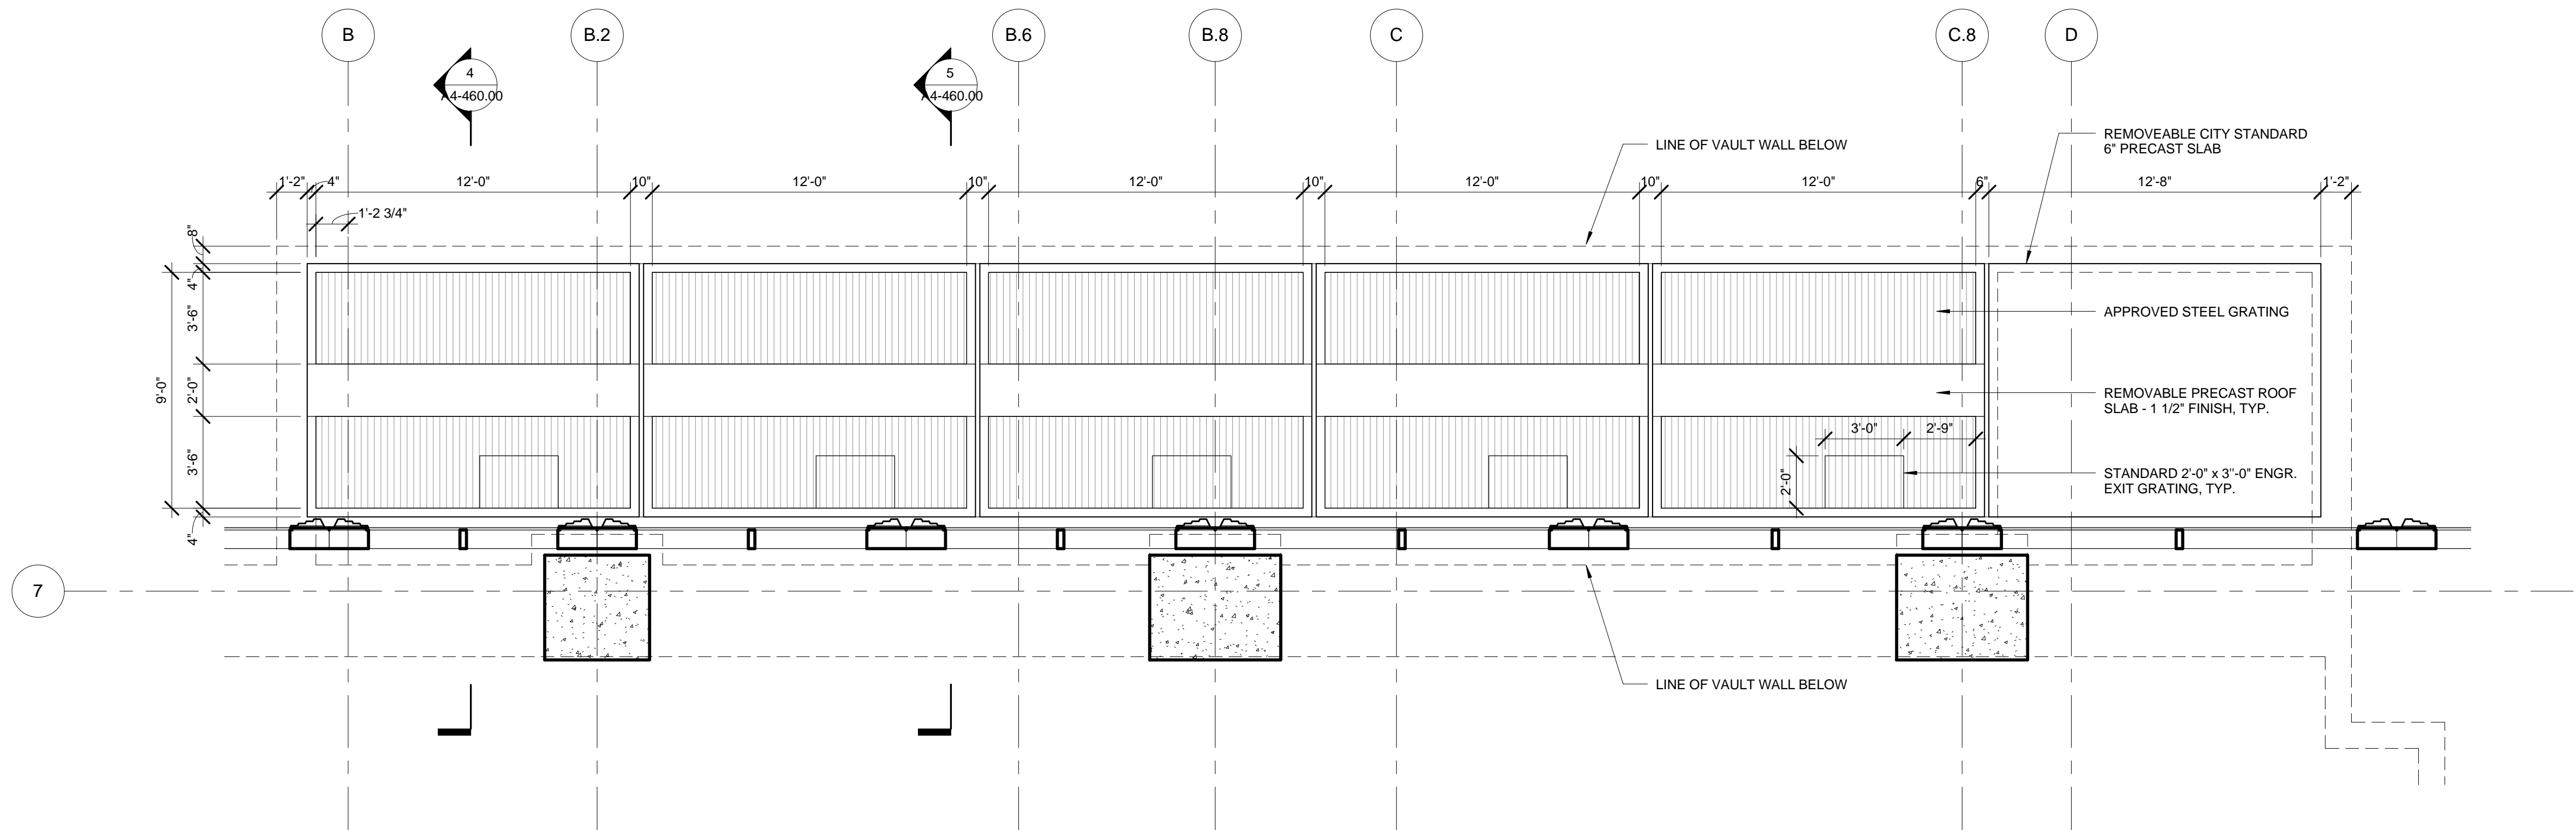 B
B.2
B.6
B.8
C
C.8
D
4
A4-460.00
5
A4-460.00
REMOVEABLE CITY STANDARD
6" PRECAST SLAB
LINE OF VAULT WALL BELOW
1'-2"
4"
12'-0"
10"
12'-0"
10"
12'-0"
10"
12'-0"
10"
12'-0"
6"
12'-8"
1'-2"
1'-2 3/4"
8"
4"
3'-6"
APPROVED STEEL GRATING
9'-0"
2'-0"
REMOVABLE PRECAST ROOF
SLAB - 1 1/2" FINISH, TYP.
3'-0"
2'-9"
3'-6"
2'-0"
STANDARD 2'-0" x 3"-0" ENGR.
EXIT GRATING, TYP.
4"
7
LINE OF VAULT WALL BELOW